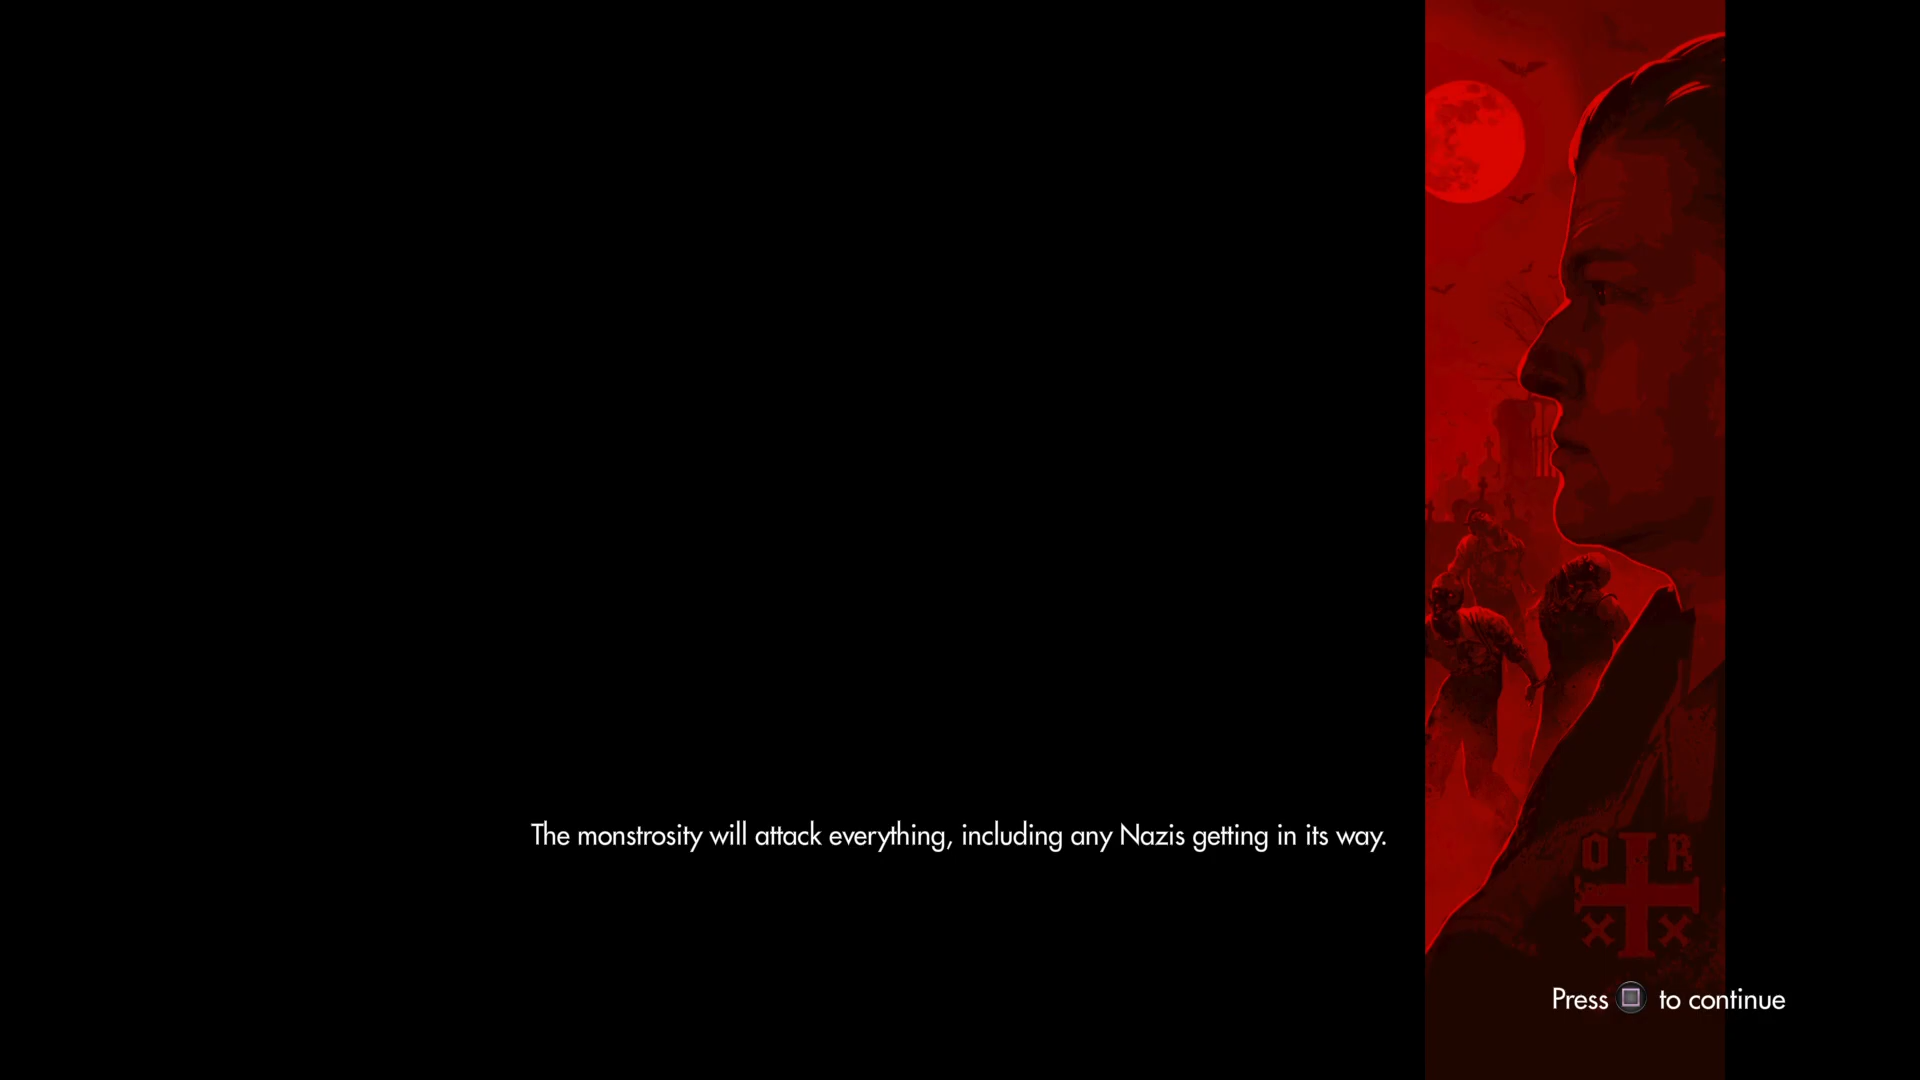 The monstrosity will attack everything, including any Nazis getting in its way.
O R
X X
Press to continue